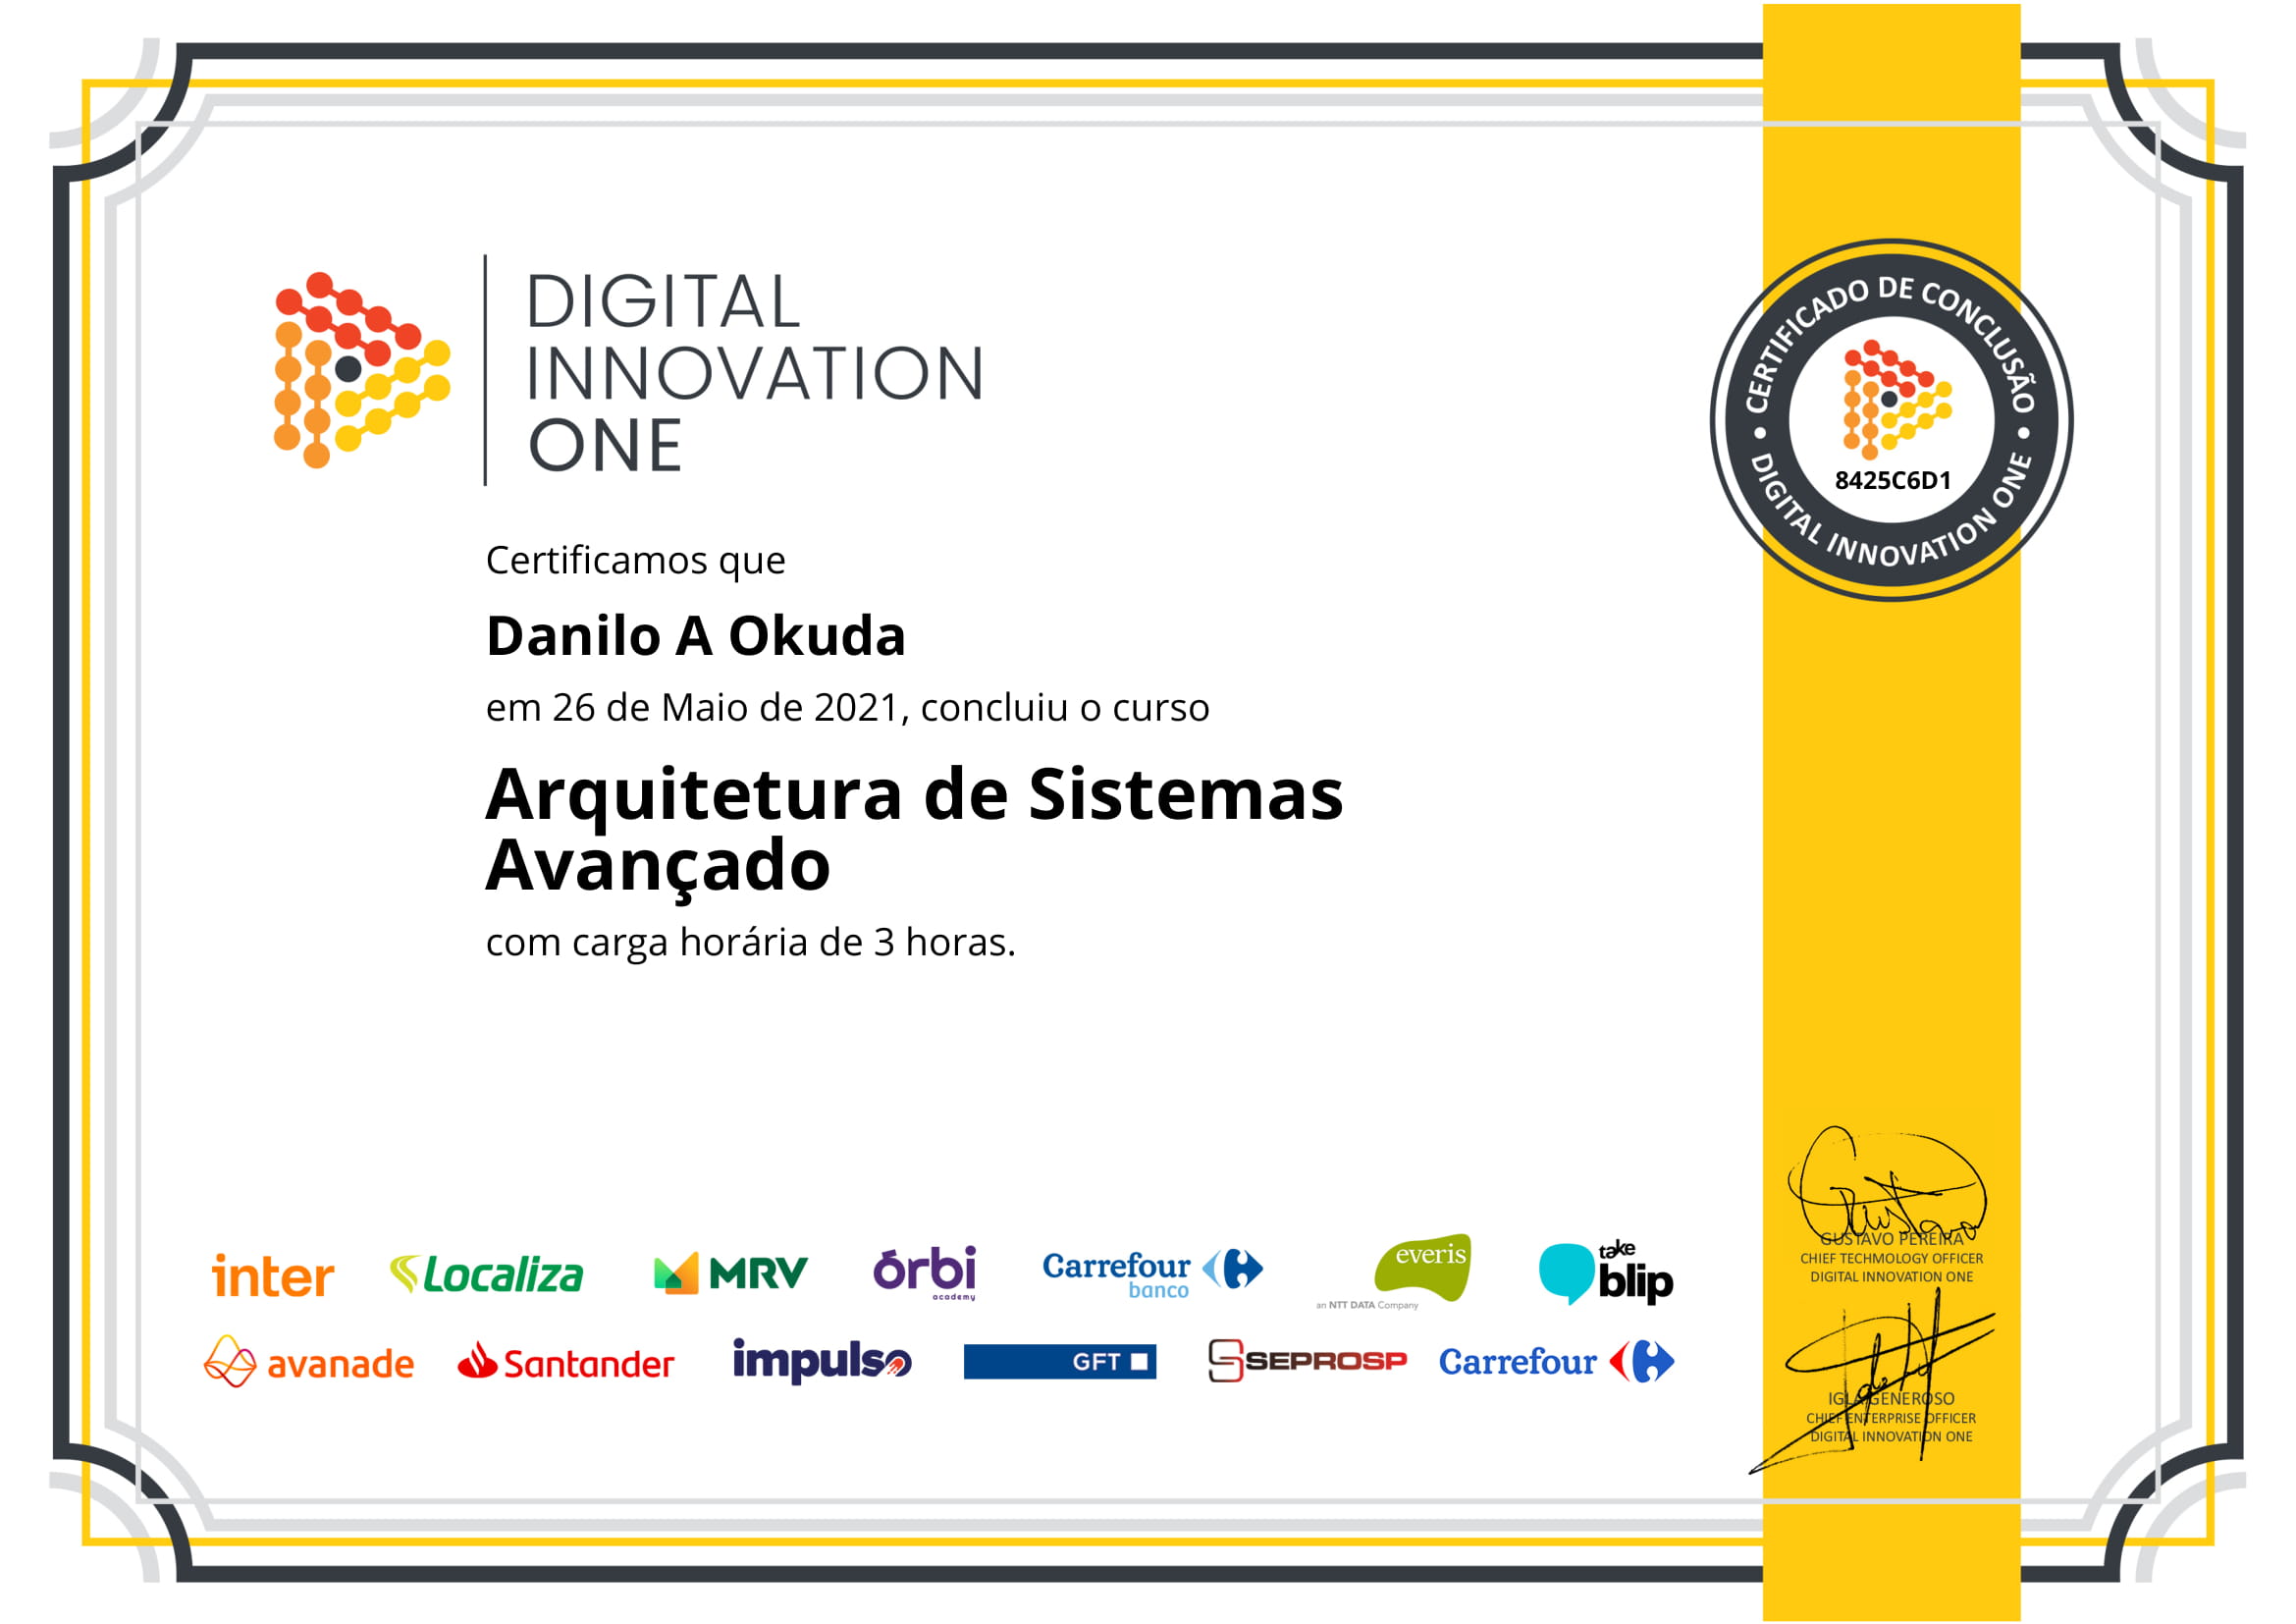 DIGITAL
INNOVATION
ONE
CERTIFICADO DE CONCLUSÃO
8425C6D1
DIGITAL INNOVATION ONE
Certificamos que
Danilo A Okuda
em 26 de Maio de 2021, concluiu o curso
Arquitetura de Sistemas
Avançado
com carga horária de 3 horas.
GUSTAVO PEREIRA
CHIEF TECHMOLOGY OFFICER
DIGITAL INNOVATION ONE
inter
Localiza
MRV
órbi
academy
Carrefour
banco
everis
an NTT DATA Company
take
blip
avanade
Santander
impulso
GFT
SEPROSP
Carrefour
IGLA GENEROSO
CHIEF ENTERPRISE OFFICER
DIGITAL INNOVATION ONE